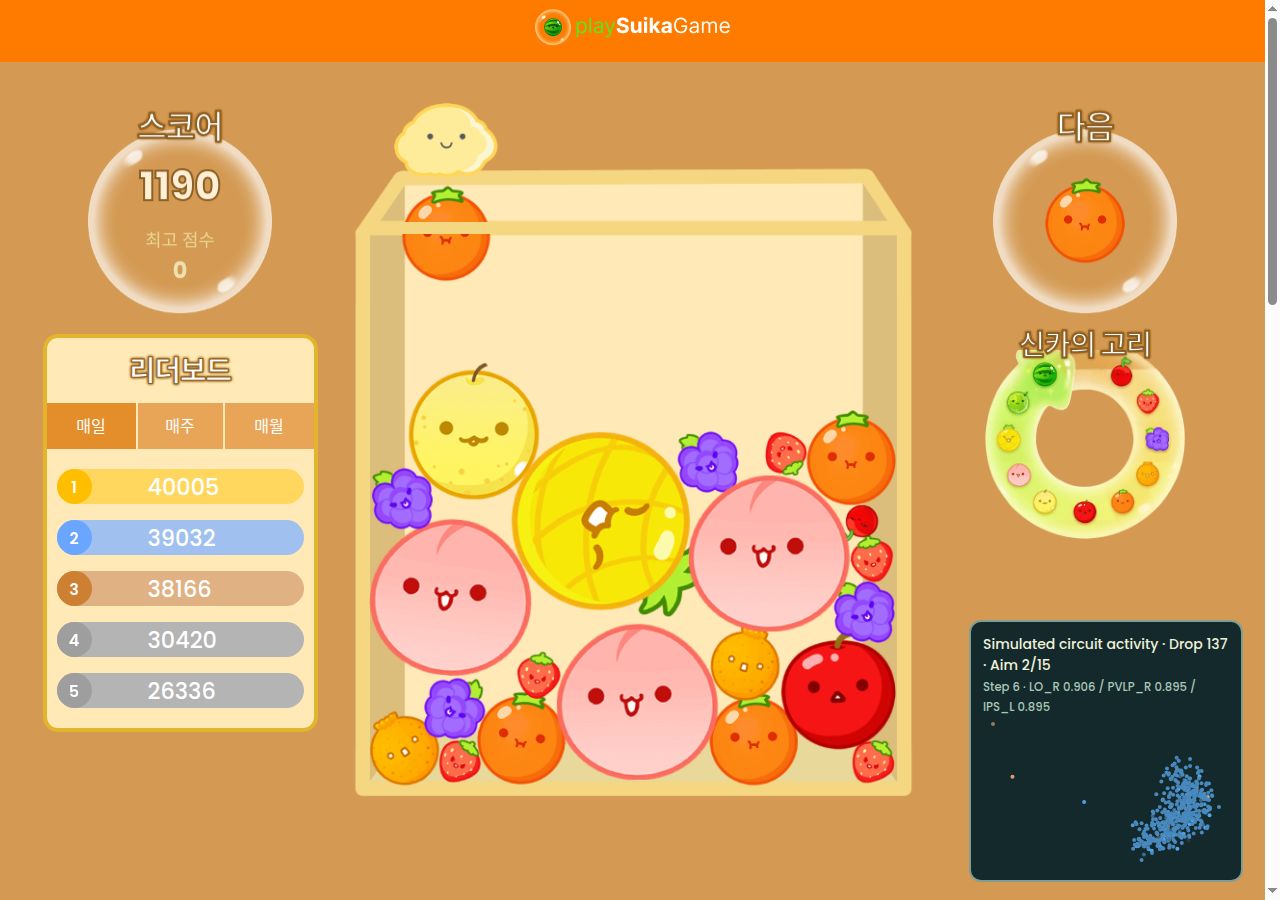 playSuikaGame
스코어
1190
최고 점수
0
리더보드
매일 매주 매월
1 40005
2 39032
3 38166
4 30420
5 26336
다음
신카의 고리
Simulated circuit activity · Drop 137
· Aim 2/15
Step 6 · LO_R 0.906 / PVLP_R 0.895 /
IPS_L 0.895